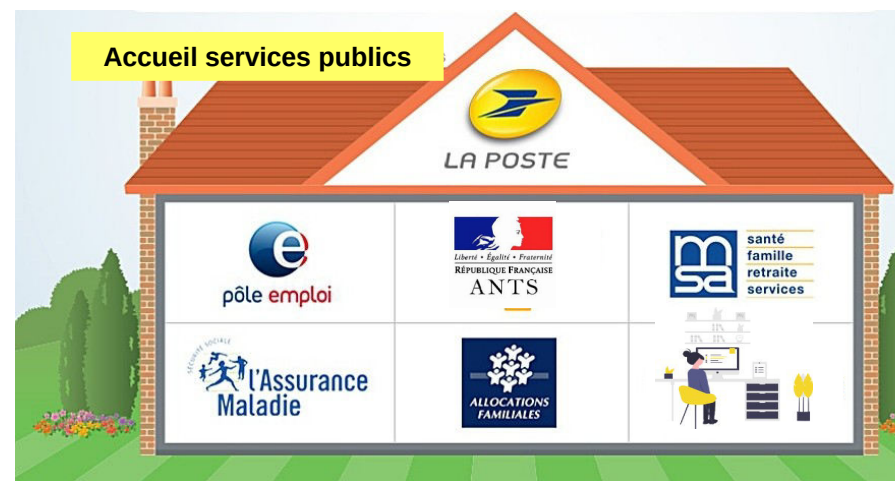 Accueil services publics
LA POSTE
pôle emploi
Liberté • Égalité • Fraternité
RÉPUBLIQUE FRANÇAISE
ANTS
msa
santé
famille
retraite
services
SÉCURITÉ SOCIALE
l'Assurance
Maladie
ALLOCATIONS
FAMILIALES